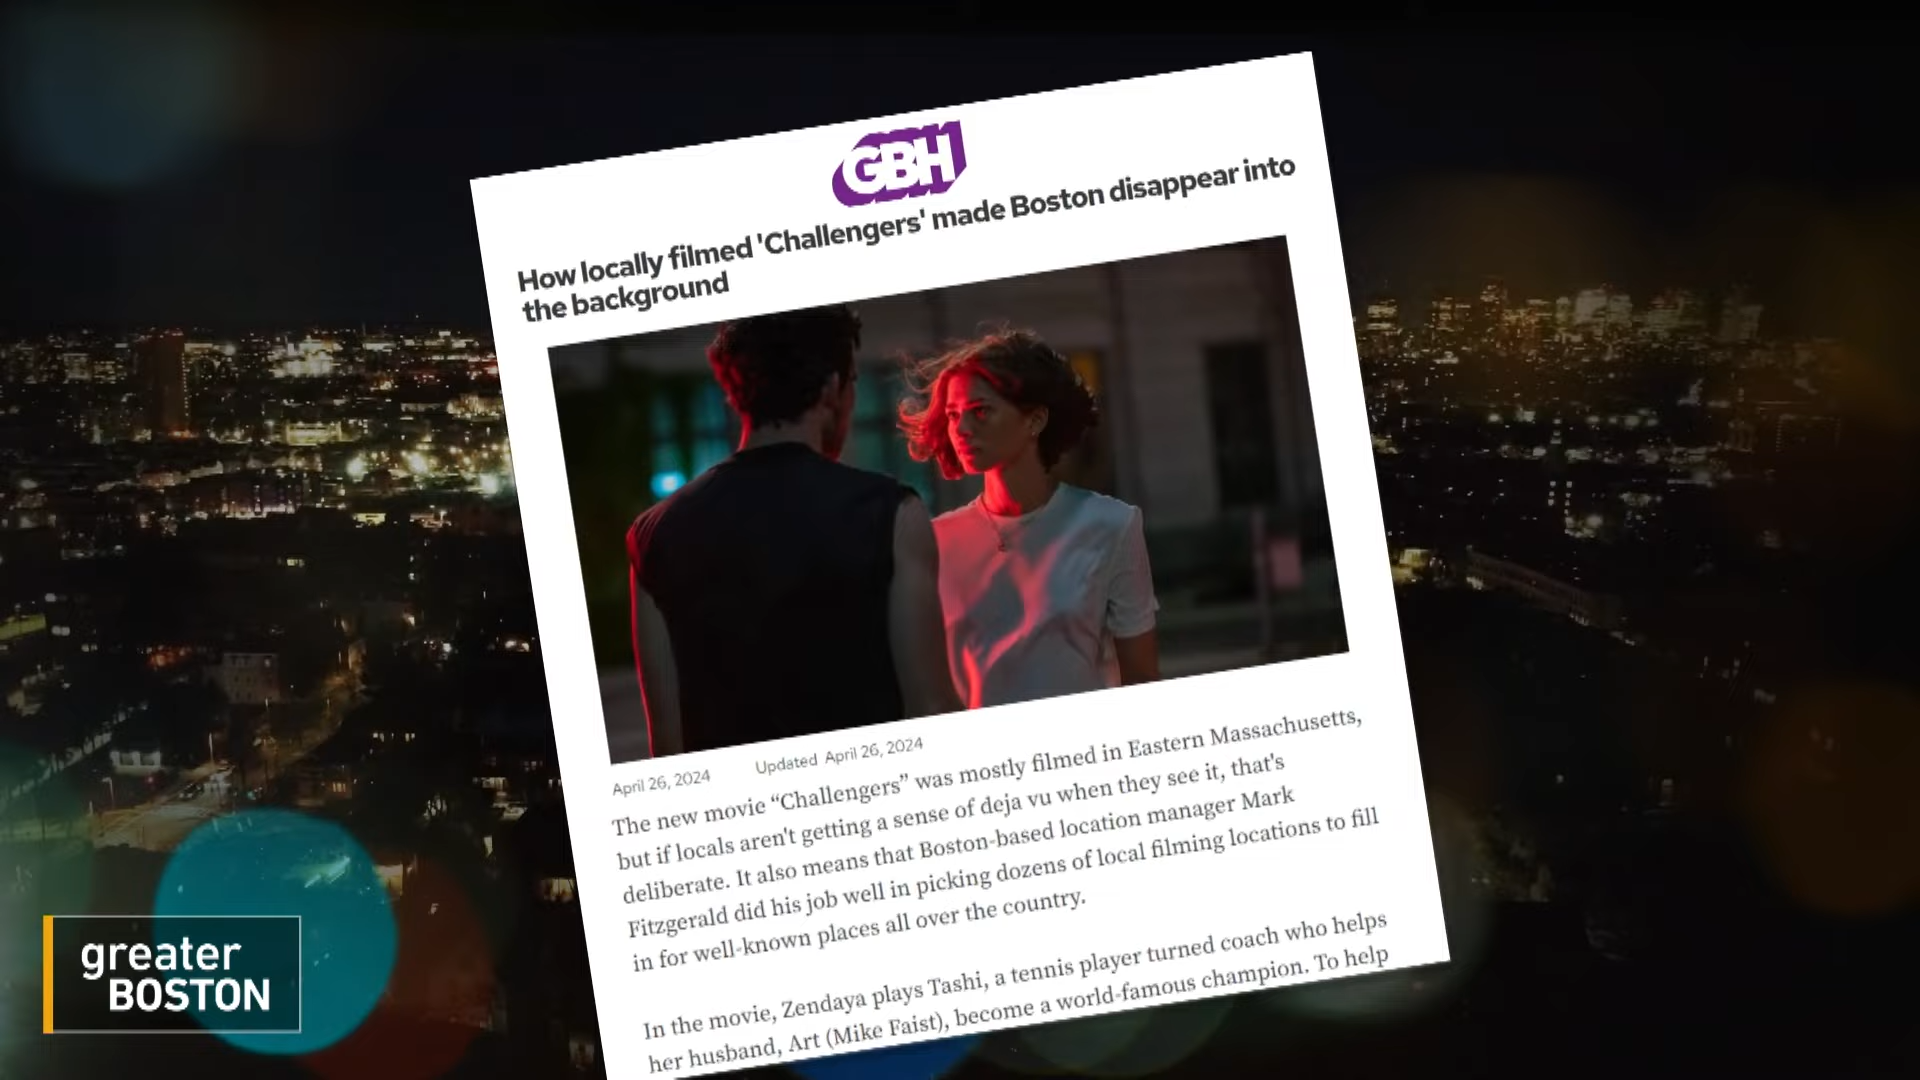 GBH
How locally filmed 'Challengers' made Boston disappear into
the background
April 26, 2024 Updated April 26, 2024
The new movie “Challengers” was mostly filmed in Eastern Massachusetts,
but if locals aren't getting a sense of deja vu when they see it, that's
deliberate. It also means that Boston-based location manager Mark
Fitzgerald did his job well in picking dozens of local filming locations to fill
in for well-known places all over the country.
In the movie, Zendaya plays Tashi, a tennis player turned coach who helps
her husband, Art (Mike Faist), become a world-famous champion. To help
greater
BOSTON